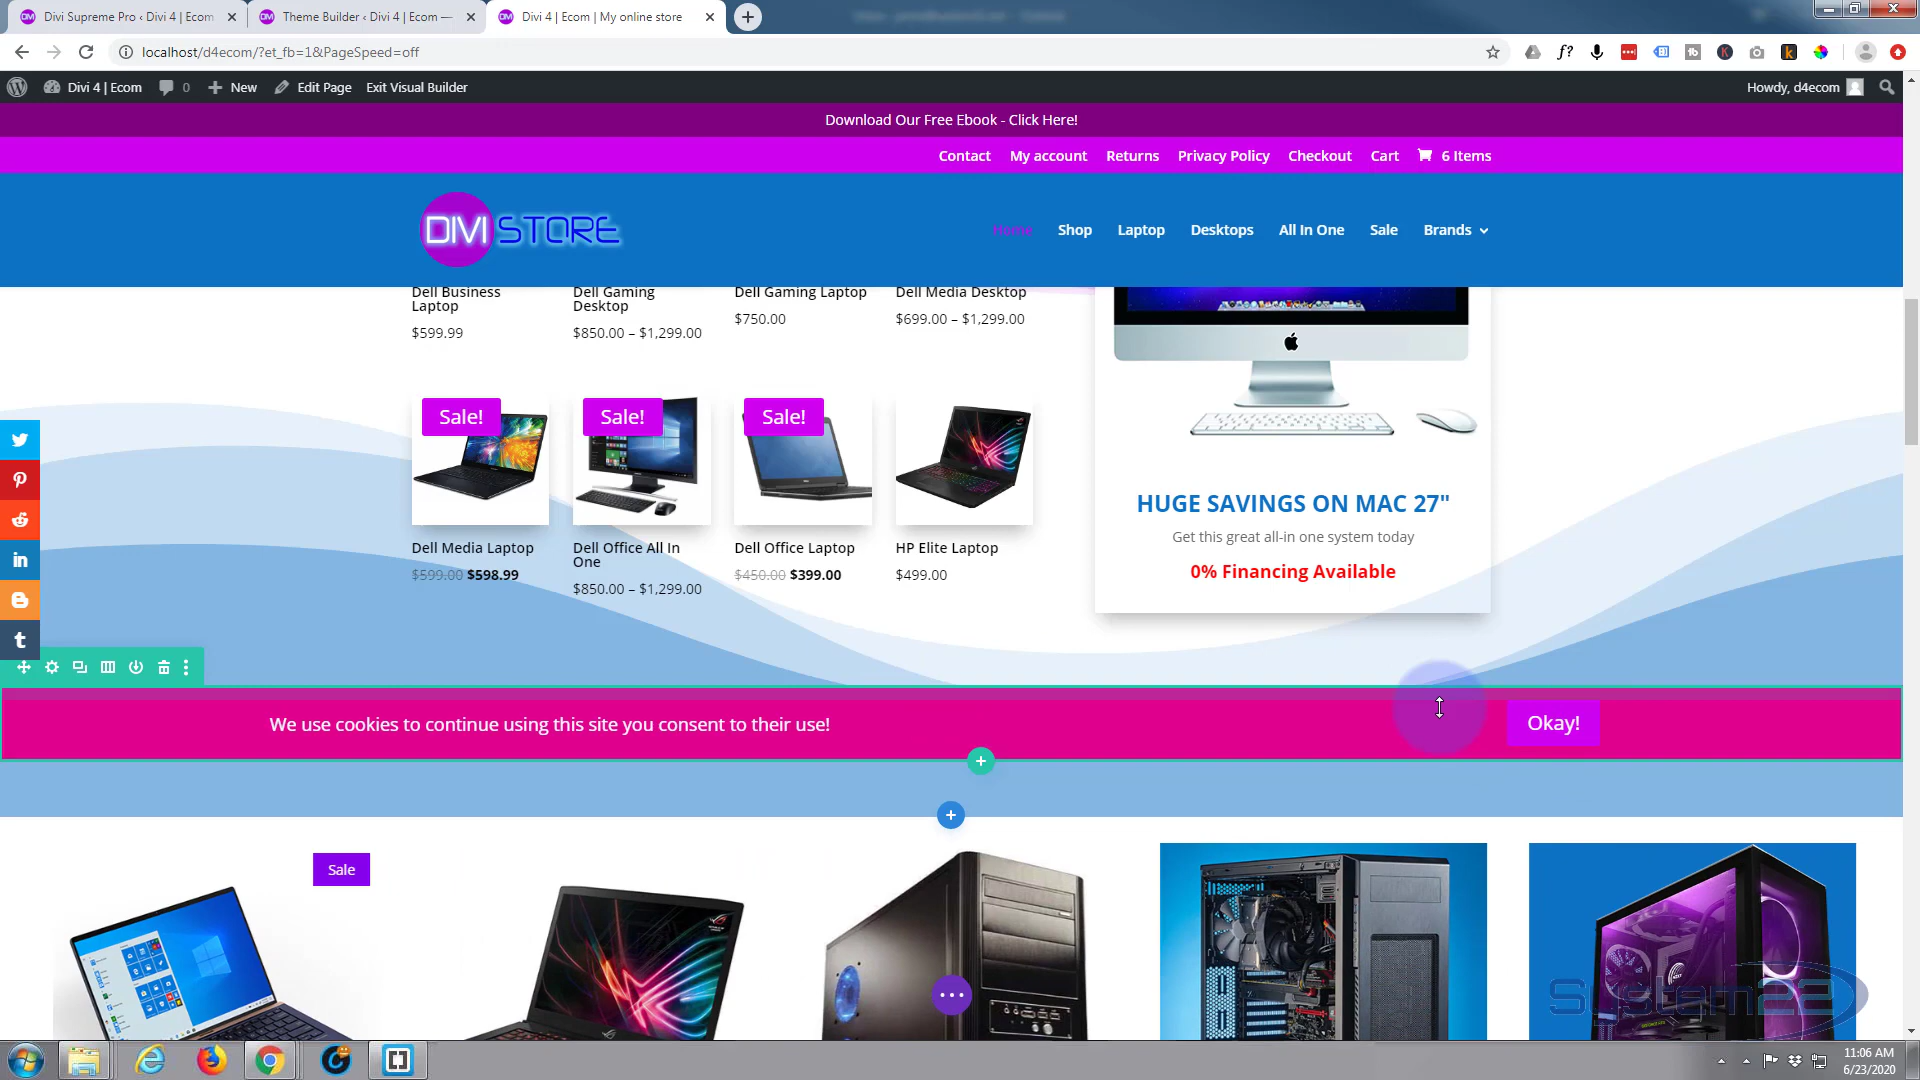 Divi Supreme Pro ‹ Divi 4 | Ecom
Theme Builder ‹ Divi 4 | Ecom —
Divi 4 | Ecom | My online store
localhost/d4ecom/?et_fb=1&PageSpeed=off
Divi 4 | Ecom
0
New
Edit Page
Exit Visual Builder
Howdy, d4ecom
Download Our Free Ebook - Click Here!
Contact
My account
Returns
Privacy Policy
Checkout
Cart
6 Items
DIVI STORE
Home
Shop
Laptop
Desktops
All In One
Sale
Brands
Dell Business
Laptop
$599.99
Dell Gaming
Desktop
$850.00 – $1,299.00
Dell Gaming Laptop
$750.00
Dell Media Desktop
$699.00 – $1,299.00
Sale!
Sale!
Sale!
Dell Media Laptop
$599.00 $598.99
Dell Office All In
One
$850.00 – $1,299.00
Dell Office Laptop
$450.00 $399.00
HP Elite Laptop
$499.00
HUGE SAVINGS ON MAC 27"
Get this great all-in one system today
0% Financing Available
We use cookies to continue using this site you consent to their use!
Okay!
Sale
System22
11:06 AM
6/23/2020